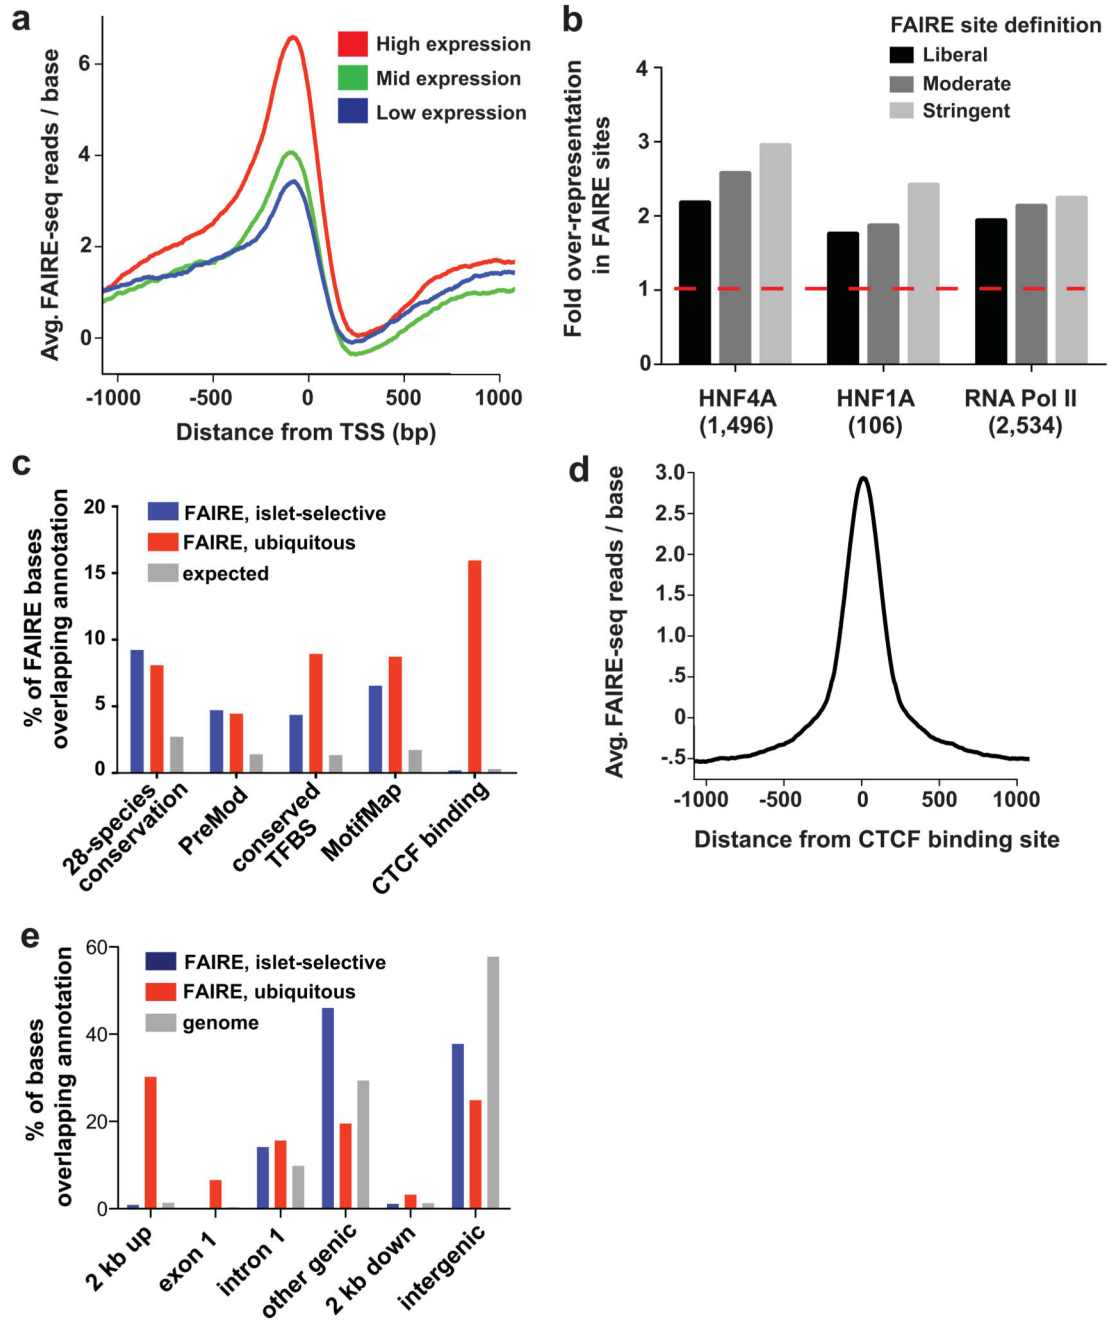 a
Avg. FAIRE-seq reads / base
6
4
2
0
High expression
Mid expression
Low expression
-1000
-500
0
500
1000
Distance from TSS (bp)
b
FAIRE site definition
Liberal
Moderate
Stringent
Fold over-representation
in FAIRE sites
4
3
2
1
0
HNF4A
(1,496)
HNF1A
(106)
RNA Pol II
(2,534)
c
% of FAIRE bases
overlapping annotation
20
15
10
5
0
FAIRE, islet-selective
FAIRE, ubiquitous
expected
28-species
conservation
PreMod
conserved
TFBS
MotifMap
CTCF binding
d
Avg. FAIRE-seq reads / base
3.0
2.5
2.0
1.5
1.0
.5
0
-.5
-1000
-500
0
500
1000
Distance from CTCF binding site
e
% of bases
overlapping annotation
60
40
20
0
FAIRE, islet-selective
FAIRE, ubiquitous
genome
2 kb up
exon 1
intron 1
other genic
2 kb down
intergenic